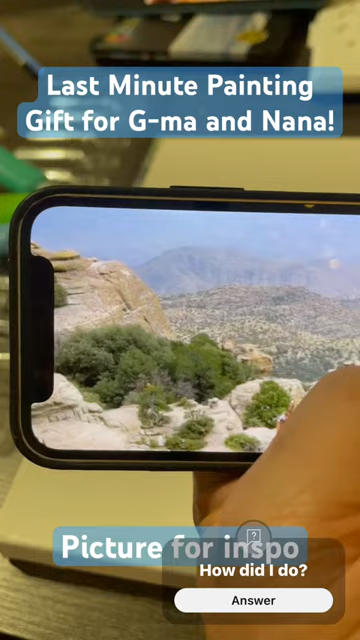 Last Minute Painting
Gift for G-ma and Nana!
Picture for inspo
How did I do?
Answer